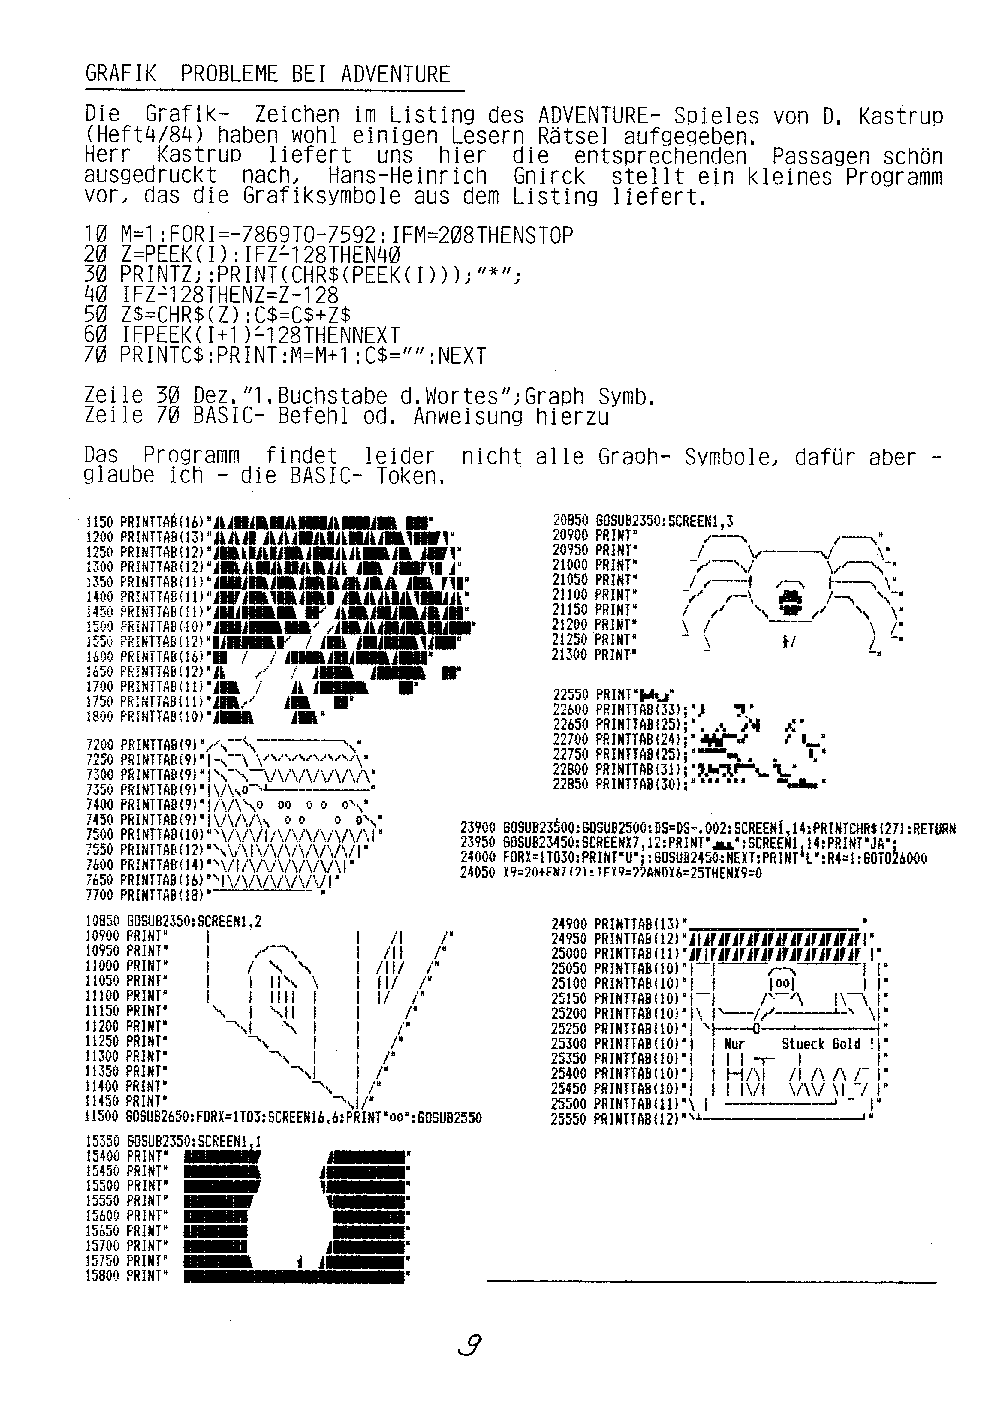 GRAFIK PROBLEME BEI ADVENTURE
Die Grafik- Zeichen im Listing des ADVENTURE- Spieles von D. Kastrup
(Heft4/84) haben wohl einigen Lesern Rätsel aufgegeben.
Herr Kastrup liefert uns hier die entsprechenden Passagen schön
ausgedruckt nach, Hans-Heinrich Gnirck stellt ein kleines Programm
vor, das die Grafiksymbole aus dem Listing liefert.
10 M=1:FORI=-7869TO-7592:IFM=208THENSTOP
20 Z=PEEK(I):IFZ-128THEN40
30 PRINTZ;:PRINT(CHR$(PEEK(I)));"*";
40 IFZ-128THENZ=Z-128
50 Z$=CHR$(Z):C$=C$+Z$
60 IFPEEK(I+1)-128THENNEXT
70 PRINTC$:PRINT:M=M+1:C$="":NEXT
Zeile 30 Dez."1.Buchstabe d.Wortes";Graph Symb.
Zeile 70 BASIC- Befehl od. Anweisung hierzu
Das Programm findet leider nicht alle Graph- Symbole, dafür aber -
glaube ich - die BASIC- Token.
1150 PRINTTAB(16)"
1200 PRINTTAB(13)"
1250 PRINTTAB(12)"
1300 PRINTTAB(12)"
1350 PRINTTAB(11)"
1400 PRINTTAB(11)"
1450 PRINTTAB(11)"
1500 PRINTTAB(10)"
1550 PRINTTAB(12)"
1600 PRINTTAB(16)"
1650 PRINTTAB(12)"
1700 PRINTTAB(11)"
1750 PRINTTAB(11)"
1800 PRINTTAB(10)"
7200 PRINTTAB(9)"
7250 PRINTTAB(9)"
7300 PRINTTAB(9)"
7350 PRINTTAB(9)"
7400 PRINTTAB(9)"
7450 PRINTTAB(9)"
7500 PRINTTAB(10)"
7550 PRINTTAB(12)"
7600 PRINTTAB(14)"
7650 PRINTTAB(16)"
7700 PRINTTAB(18)"
10850 GOSUB2350:SCREEN1,2
10900 PRINT"
10950 PRINT"
11000 PRINT"
11050 PRINT"
11100 PRINT"
11150 PRINT"
11200 PRINT"
11250 PRINT"
11300 PRINT"
11350 PRINT"
11400 PRINT"
11450 PRINT"
11500 GOSUB2650:FORX=1TO3:SCREEN16,6:PRINT"oo":GOSUB2550
15350 GOSUB2350:SCREEN1,1
15400 PRINT"
15450 PRINT"
15500 PRINT"
15550 PRINT"
15600 PRINT"
15650 PRINT"
15700 PRINT"
15750 PRINT"
15800 PRINT"
20850 GOSUB2350:SCREEN1,3
20900 PRINT"
20950 PRINT"
21000 PRINT"
21050 PRINT"
21100 PRINT"
21150 PRINT"
21200 PRINT"
21250 PRINT"
21300 PRINT"
22550 PRINT"
22600 PRINTTAB(33);"
22650 PRINTTAB(25);"
22700 PRINTTAB(24);"
22750 PRINTTAB(25);"
22800 PRINTTAB(31);"
22850 PRINTTAB(30);"
23900 GOSUB23500:GOSUB2500:DS=DS-.002:SCREEN1,14:PRINTCHR$(27):RETURN
23950 GOSUB23450:SCREENX7,12:PRINT" ";:SCREEN1,14:PRINT"JA";
24000 FORX=1TO30:PRINT"U";:GOSUB2450:NEXT:PRINT"L":R4=1:GOTO26000
24050 X9=20+FN7(2):IFX9=22ANDX6=25THENX9=0
24900 PRINTTAB(13)"
24950 PRINTTAB(12)"
25000 PRINTTAB(11)"
25050 PRINTTAB(10)"
25100 PRINTTAB(10)"
25150 PRINTTAB(10)"
25200 PRINTTAB(10)"
25250 PRINTTAB(10)"
25300 PRINTTAB(10)" Nur Stueck Gold !
25350 PRINTTAB(10)"
25400 PRINTTAB(10)"
25450 PRINTTAB(10)"
25500 PRINTTAB(11)"
25550 PRINTTAB(12)"
9